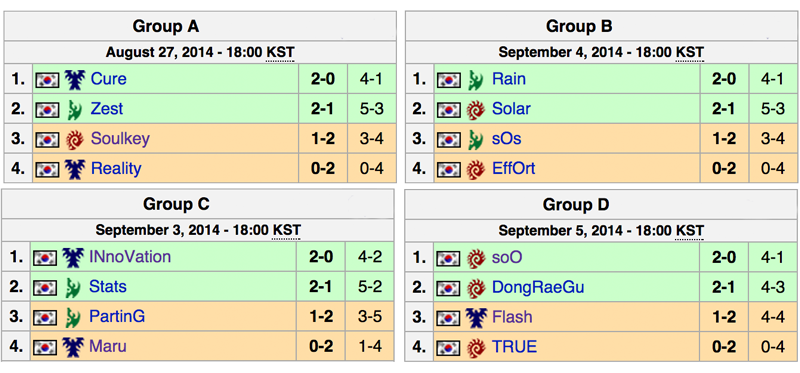 Group A
August 27, 2014 - 18:00 KST
1. Cure 2-0 4-1
2. Zest 2-1 5-3
3. Soulkey 1-2 3-4
4. Reality 0-2 0-4
Group B
September 4, 2014 - 18:00 KST
1. Rain 2-0 4-1
2. Solar 2-1 5-3
3. sOs 1-2 3-4
4. EffOrt 0-2 0-4
Group C
September 3, 2014 - 18:00 KST
1. INnoVation 2-0 4-2
2. Stats 2-1 5-2
3. PartinG 1-2 3-5
4. Maru 0-2 1-4
Group D
September 5, 2014 - 18:00 KST
1. soO 2-0 4-1
2. DongRaeGu 2-1 4-3
3. Flash 1-2 4-4
4. TRUE 0-2 0-4